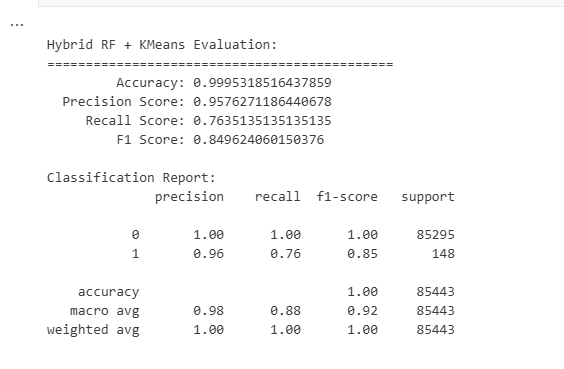 ...
Hybrid RF + KMeans Evaluation:
=============================================
Accuracy: 0.9995318516437859
Precision Score: 0.9576271186440678
Recall Score: 0.7635135135135135
F1 Score: 0.849624060150376
Classification Report:
precision recall f1-score support
0 1.00 1.00 1.00 85295
1 0.96 0.76 0.85 148
accuracy 1.00 85443
macro avg 0.98 0.88 0.92 85443
weighted avg 1.00 1.00 1.00 85443